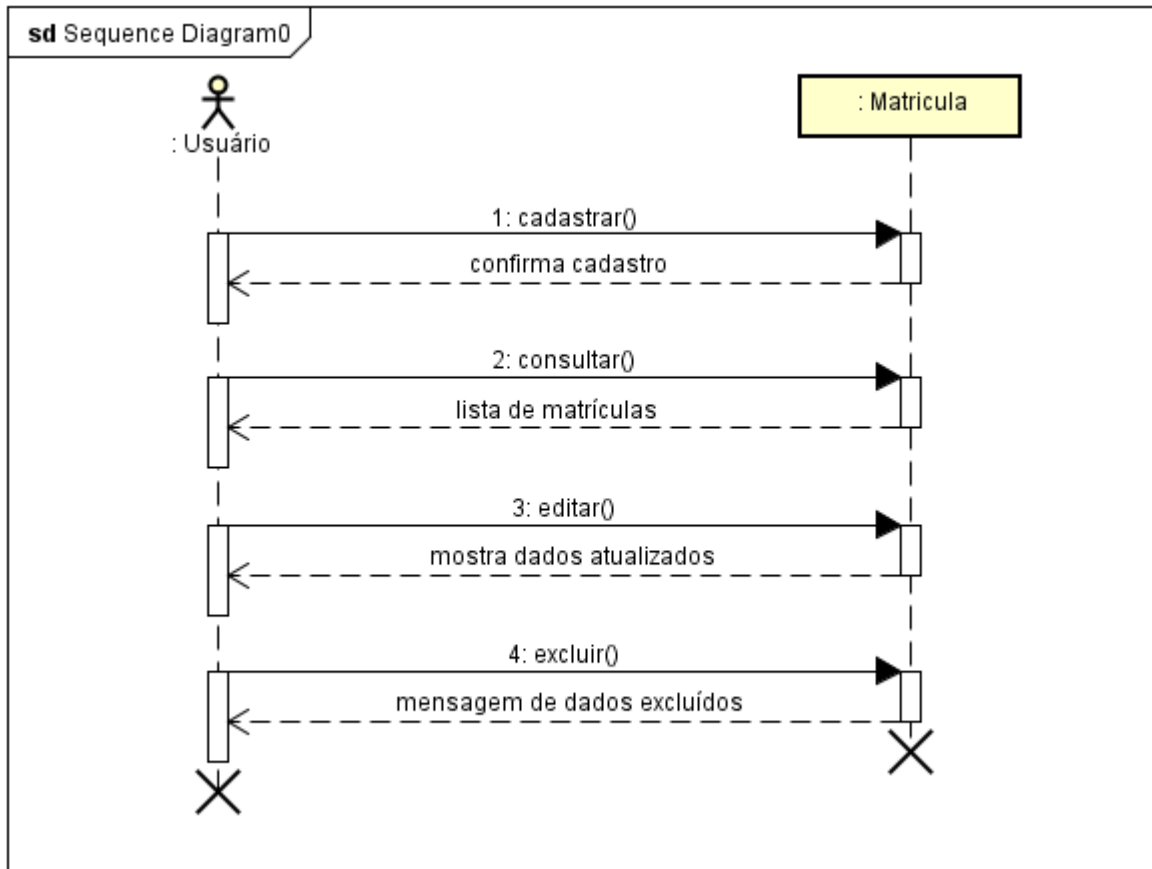 sd Sequence Diagram0
: Usuário
: Matricula
1: cadastrar()
confirma cadastro
2: consultar()
lista de matrículas
3: editar()
mostra dados atualizados
4: excluir()
mensagem de dados excluídos